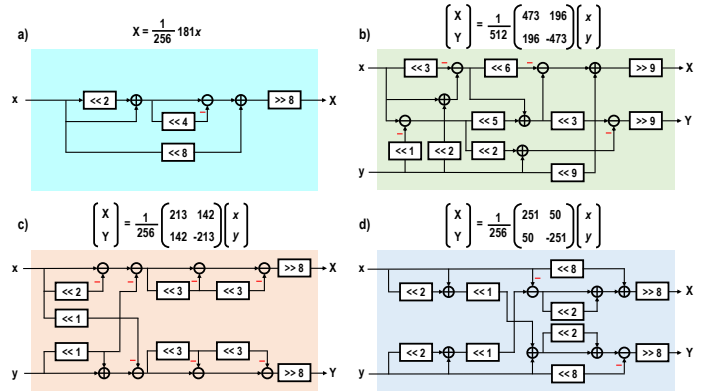 a)
X = 1/256 181x
x
<< 2
<< 4
<< 8
>> 8
X
b)
( X Y ) = 1/512 ( 473 196 196 -473 ) ( x y )
x
<< 3
<< 6
>> 9
X
<< 5
<< 3
>> 9
Y
<< 1
<< 2
<< 2
y
<< 9
c)
( X Y ) = 1/256 ( 213 142 142 -213 ) ( x y )
x
<< 2
<< 3
<< 3
>> 8
X
<< 1
<< 1
<< 3
<< 3
y
>> 8
Y
d)
( X Y ) = 1/256 ( 251 50 50 -251 ) ( x y )
x
<< 8
<< 2
<< 1
>> 8
X
<< 2
<< 2
<< 2
<< 1
>> 8
Y
y
<< 8